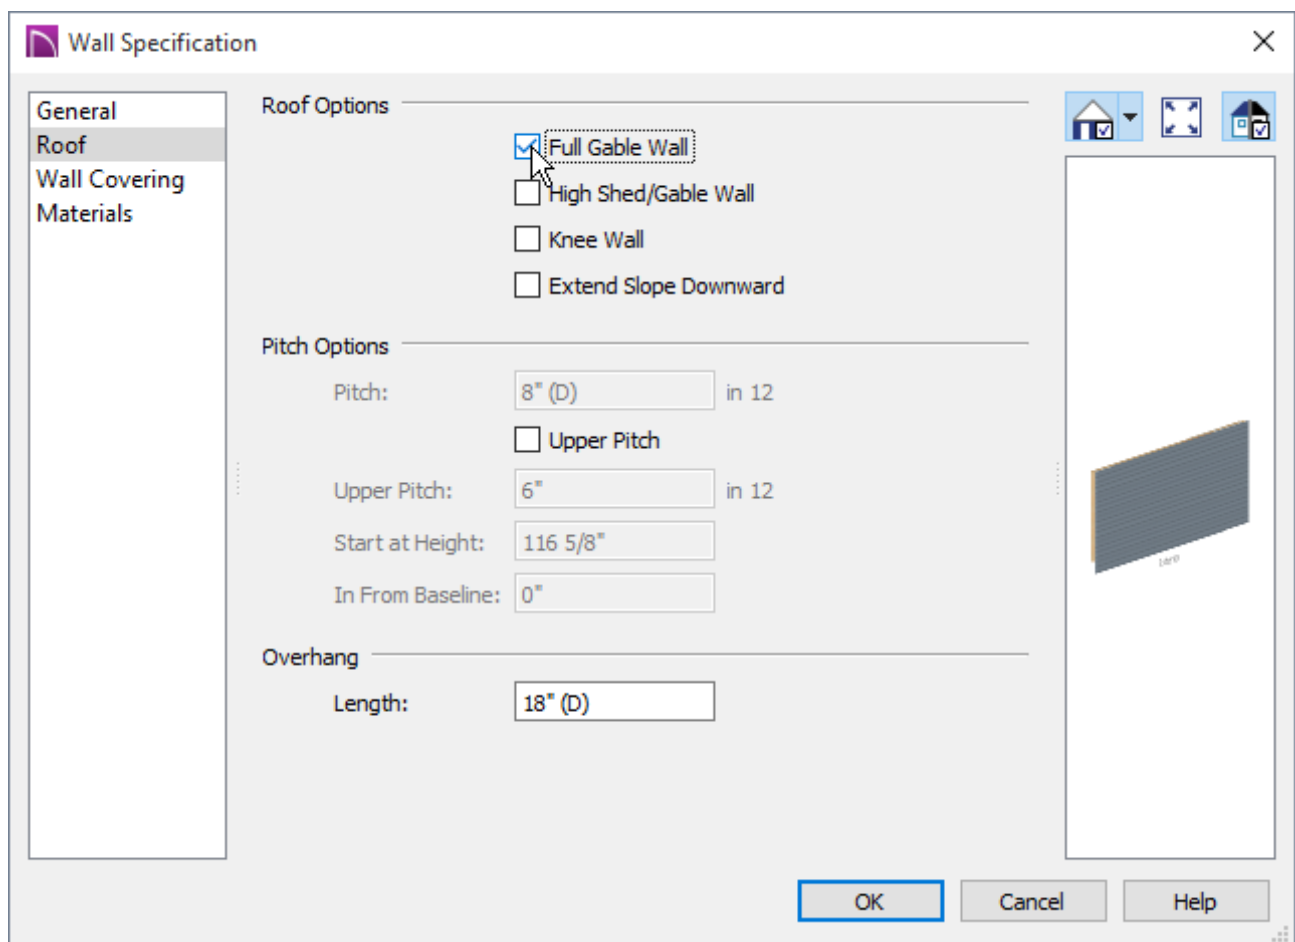 Wall Specification
General
Roof
Wall Covering
Materials
Roof Options
Full Gable Wall
High Shed/Gable Wall
Knee Wall
Extend Slope Downward
Pitch Options
Pitch: 8" (D) in 12
Upper Pitch
Upper Pitch: 6" in 12
Start at Height: 116 5/8"
In From Baseline: 0"
Overhang
Length: 18" (D)
OK Cancel Help